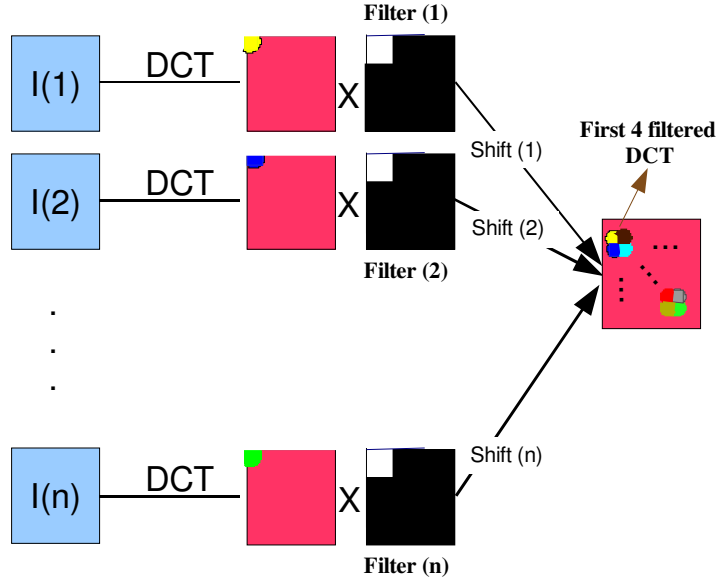 Filter (1)
I(1) DCT X
Shift (1)
First 4 filtered
DCT
I(2) DCT X
Shift (2)
Filter (2)
...
...
...
.
.
.
I(n) DCT X
Shift (n)
Filter (n)